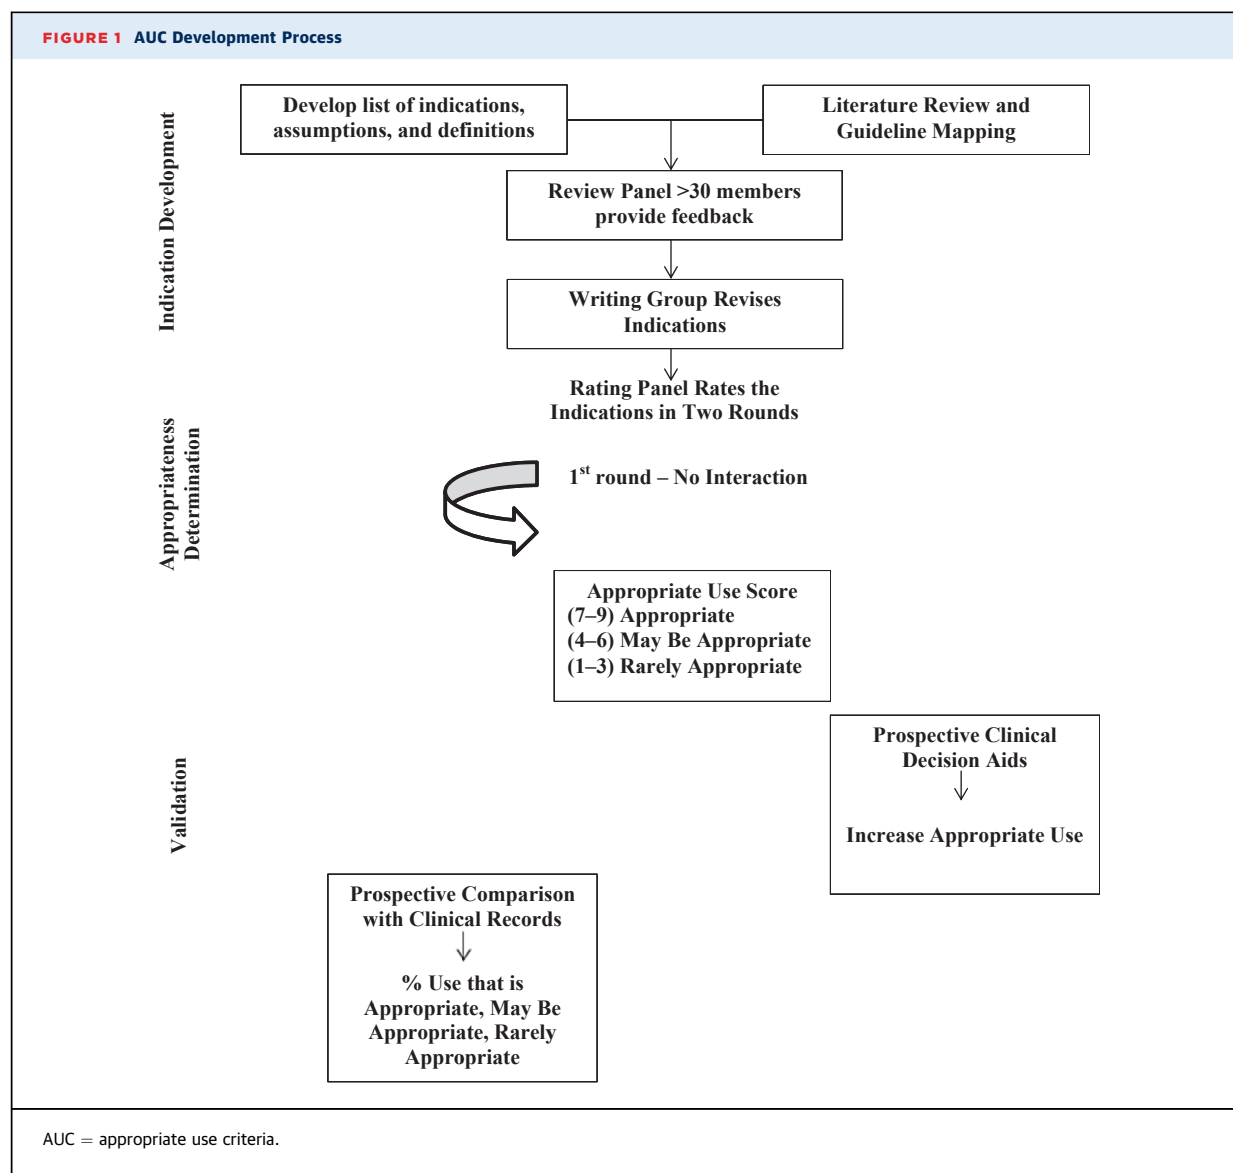 FIGURE 1 AUC Development Process
Indication Development
Develop list of indications,
assumptions, and definitions
Literature Review and
Guideline Mapping
Review Panel >30 members
provide feedback
Writing Group Revises
Indications
Rating Panel Rates the
Indications in Two Rounds
Appropriateness
Determination
1st round – No Interaction
Appropriate Use Score
(7–9) Appropriate
(4–6) May Be Appropriate
(1–3) Rarely Appropriate
Validation
Prospective Clinical
Decision Aids
Increase Appropriate Use
Prospective Comparison
with Clinical Records
% Use that is
Appropriate, May Be
Appropriate, Rarely
Appropriate
AUC = appropriate use criteria.